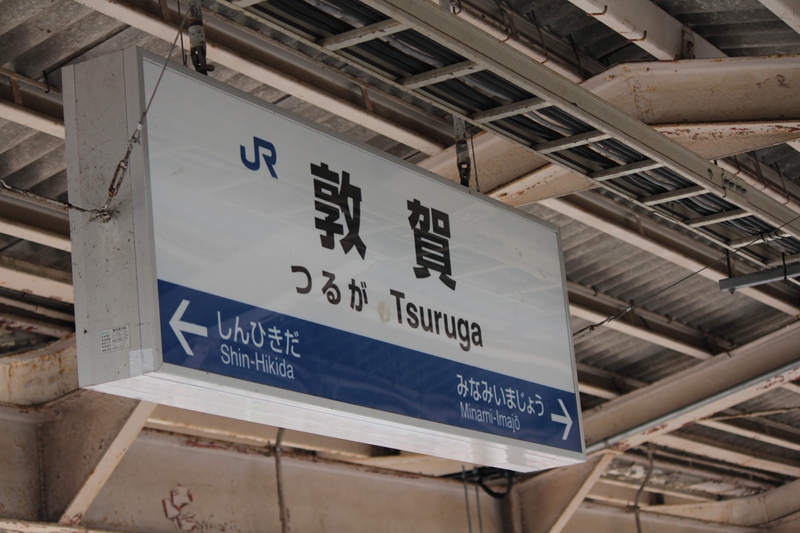 JR
敦賀
つるが Tsuruga
← しんひきだ
Shin-Hikida
みなみいまじょう →
Minami-Imajō